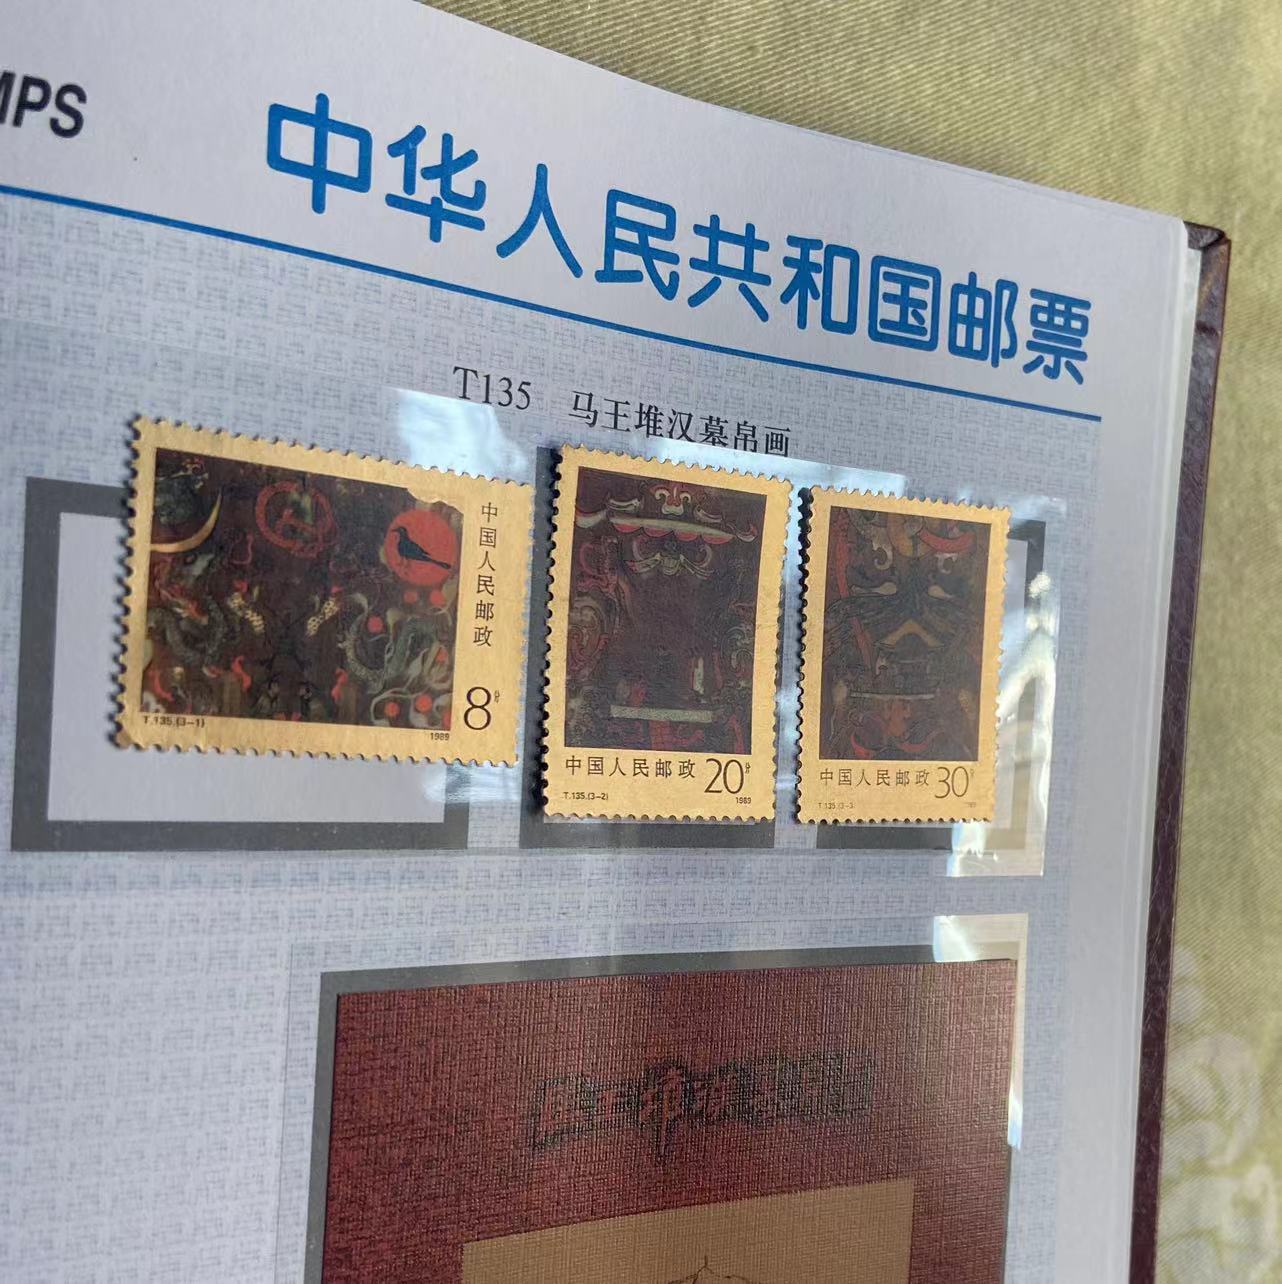 MPS
中华人民共和国邮票
T135 马王堆汉墓帛画
中国人民邮政
8分
T.135.(3-1)
1989
中国人民邮政 20分
T.135.(3-2)
1989
中国人民邮政 30分
T.135.(3-3)
1989